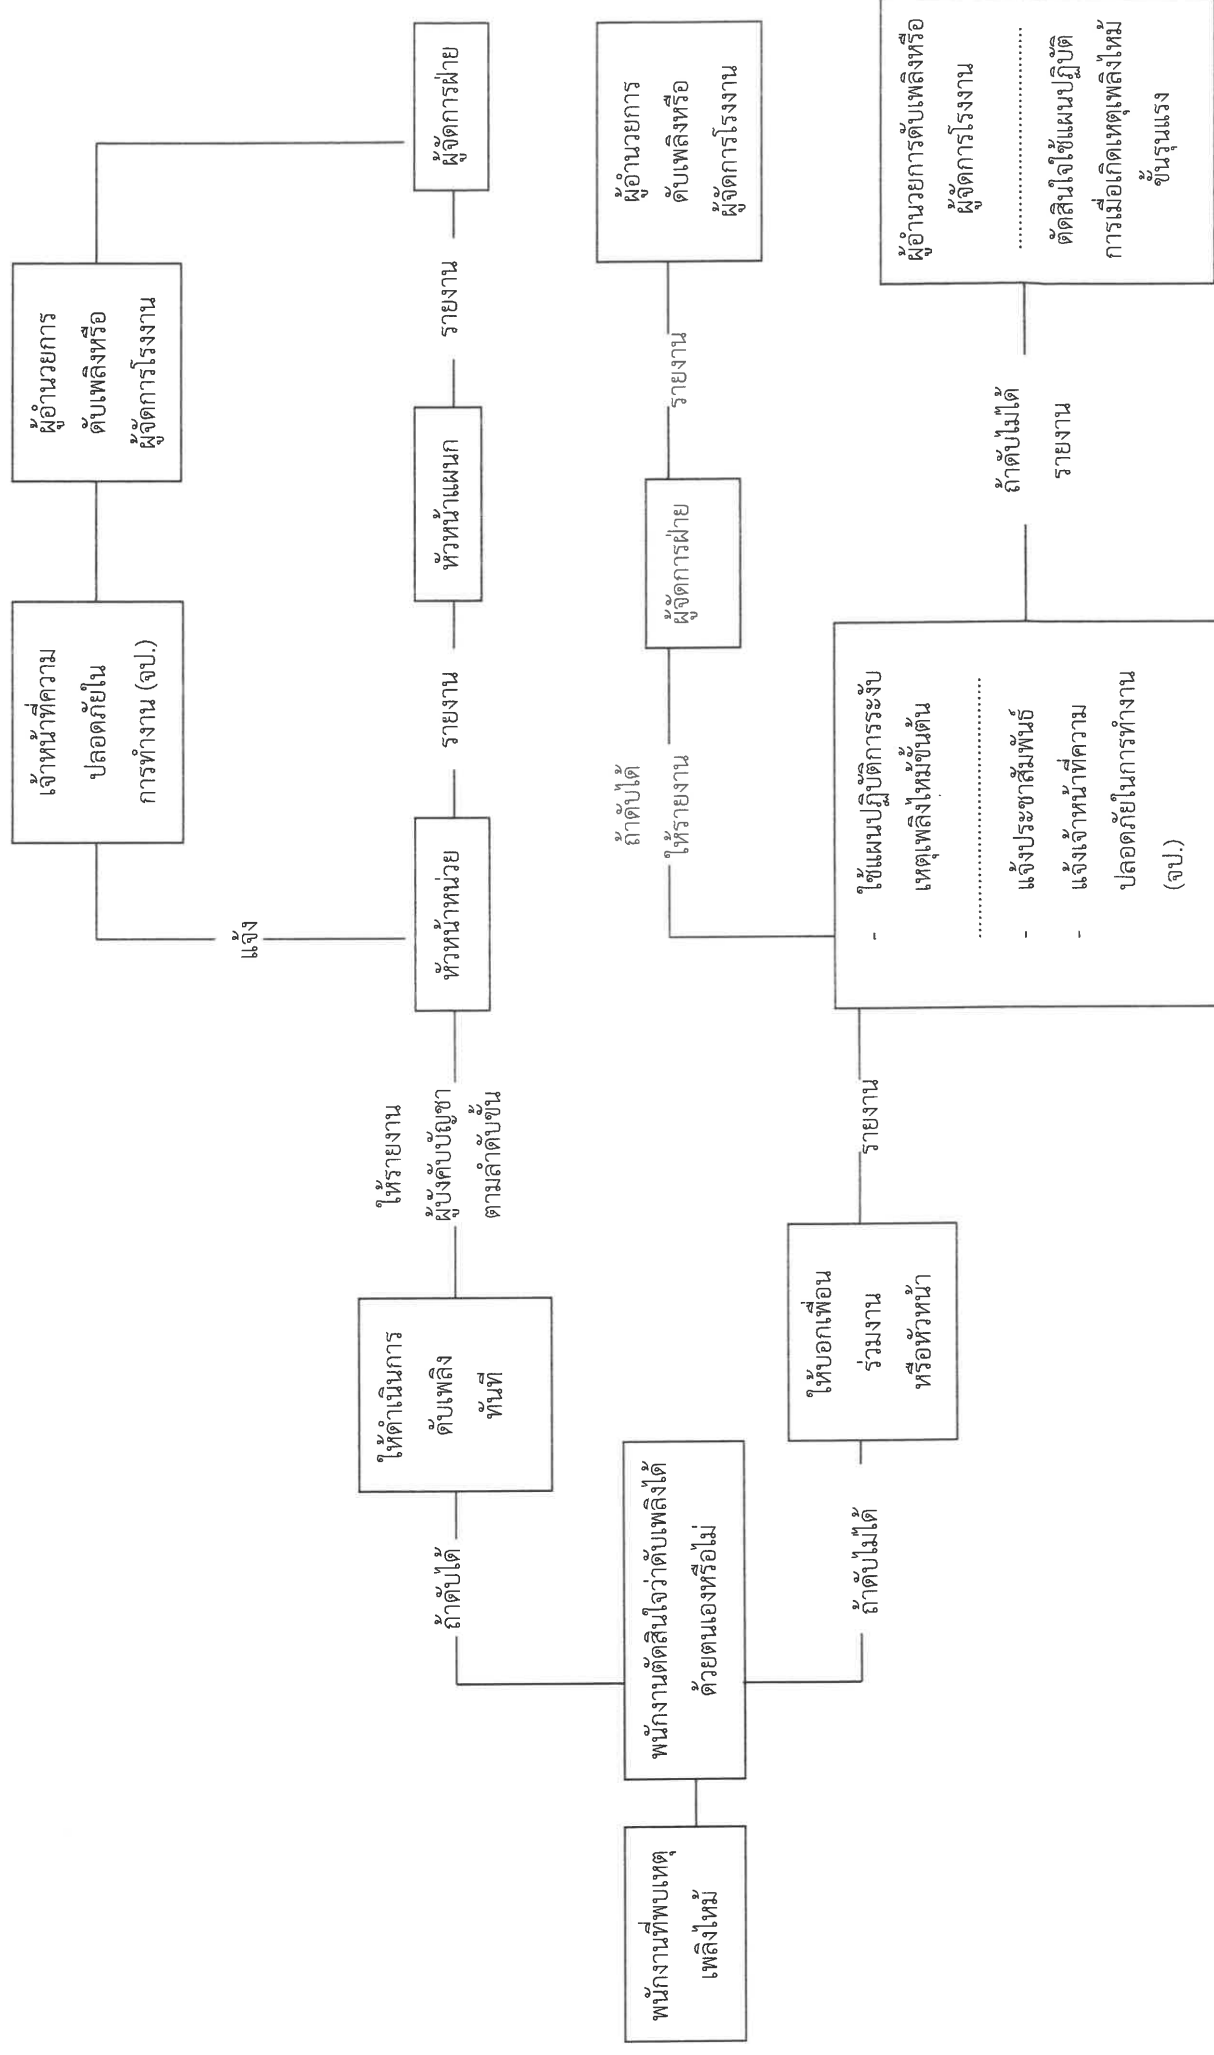 พนักงานที่พบเหตุ
เพลิงไหม้
พนักงานตัดสินใจว่าดับเพลิงได้
ด้วยตนเองหรือไม่
ถ้าดับได้
ให้ดำเนินการ
ดับเพลิง
ทันที
ให้รายงาน
ผู้บังคับบัญชา
ตามลำดับขั้น
หัวหน้าหน่วย
แจ้ง
เจ้าหน้าที่ความ
ปลอดภัยใน
การทำงาน (จป.)
ผู้อำนวยการ
ดับเพลิงหรือ
ผู้จัดการโรงงาน
รายงาน
หัวหน้าแผนก
รายงาน
ผู้จัดการฝ่าย
ถ้าดับไม่ได้
ให้บอกเพื่อน
ร่วมงาน
หรือหัวหน้า
รายงาน
- ใช้แผนปฏิบัติการระงับ
เหตุเพลิงไหม้ขั้นต้น
........................................
- แจ้งประชาสัมพันธ์
- แจ้งเจ้าหน้าที่ความ
ปลอดภัยในการทำงาน
(จป.)
ถ้าดับได้
ให้รายงาน
ผู้จัดการฝ่าย
รายงาน
ผู้อำนวยการ
ดับเพลิงหรือ
ผู้จัดการโรงงาน
ถ้าดับไม่ได้
รายงาน
ผู้อำนวยการดับเพลิงหรือ
ผู้จัดการโรงงาน
..................................
ตัดสินใจใช้แผนปฏิบัติ
การเมื่อเกิดเหตุเพลิงไหม้
ขั้นรุนแรง